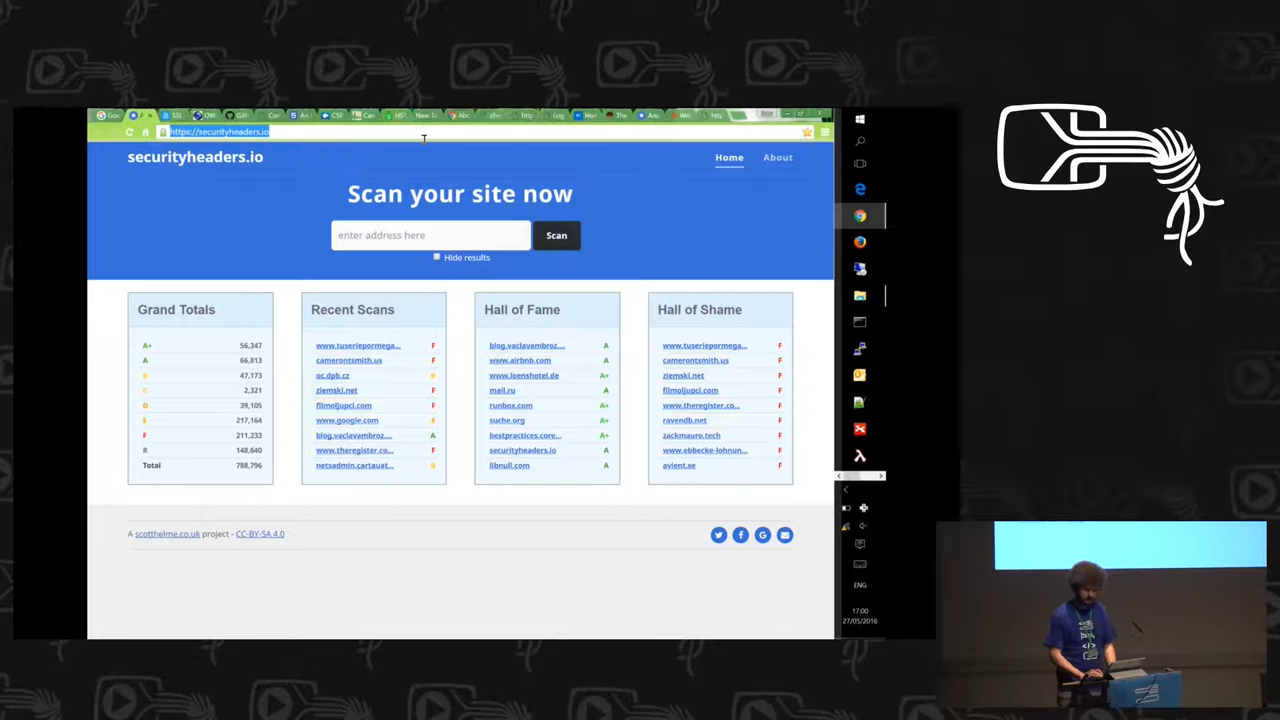 https://securityheaders.io
securityheaders.io
Home
About
Scan your site now
enter address here
Scan
Hide results
Grand Totals
A+ 56,347
A 66,813
B 47,173
C 2,321
D 39,105
E 217,164
F 211,233
R 148,640
Total 788,796
Recent Scans
www.tuseriepormega... F
camerontsmith.us F
oc.dpb.cz
ziemski.net F
filmoljupci.com F
www.google.com
blog.vaclavambroz.... A
www.theregister.co... F
netsadmin.cartauat...
Hall of Fame
blog.vaclavambroz.... A
www.airbnb.com A
www.loenshotel.de A+
mail.ru A
runbox.com A+
suche.org A+
bestpractices.core... A+
securityheaders.io A
libnull.com A
Hall of Shame
www.tuseriepormega... F
camerontsmith.us F
ziemski.net F
filmoljupci.com F
www.theregister.co... F
ravendb.net F
zackmauro.tech F
www.ebbecke-lohnun... F
avient.se F
A scotthelme.co.uk project - CC-BY-SA 4.0
ENG
17:00
27/05/2016